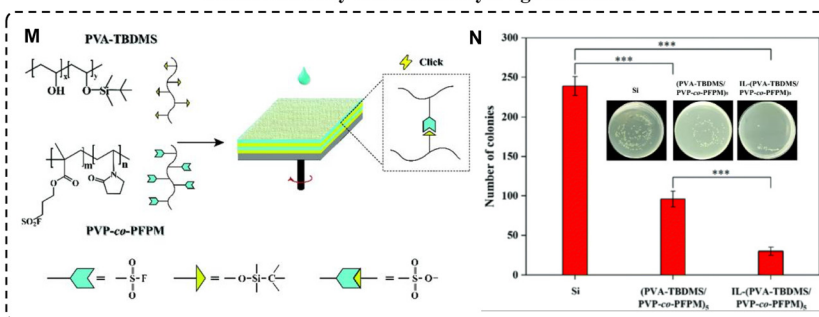 M
PVA-TBDMS
x
y
OH
O-Si
m
n
O
O
N
O
SO₂F
PVP-co-PFPM
Click
O
S-F
O
O-Si-C
O
S-O-
O
N
300
250
200
150
100
50
0
Number of colonies
***
***
***
Si
(PVA-TBDMS/
PVP-co-PFPM)₅
IL-(PVA-TBDMS/
PVP-co-PFPM)₅
Si
(PVA-TBDMS/
PVP-co-PFPM)₅
IL-(PVA-TBDMS/
PVP-co-PFPM)₅